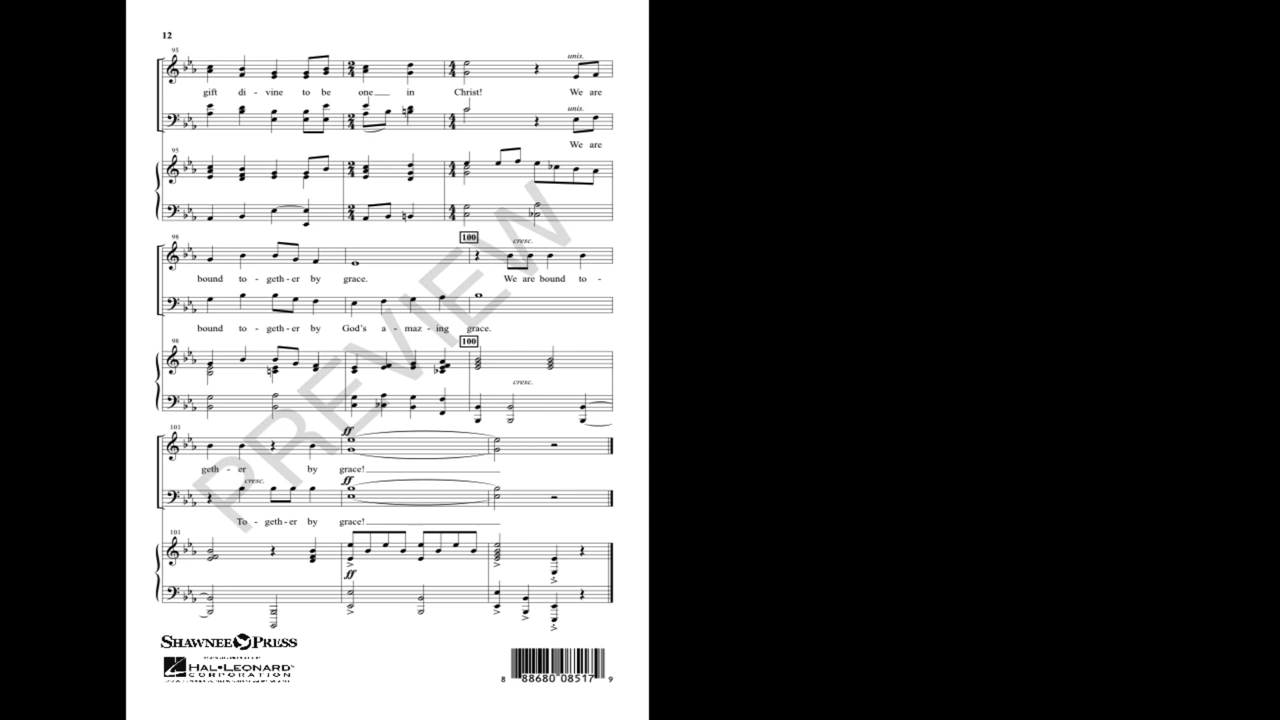 12
95
unis.
gift di - vine to be one in Christ! We are
unis.
We are
95
98
100
cresc.
bound to - geth - er by grace. We are bound to -
bound to - geth - er by God's a - maz - ing grace.
98
100
cresc.
101
ff
geth - er by grace!
cresc.
ff
To - geth - er by grace!
101
ff
PREVIEW
SHAWNEE PRESS
HAL•LEONARD
CORPORATION
8 88680 08517 9